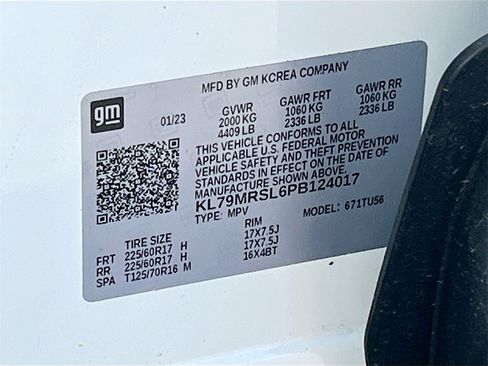 MFD BY GM KOREA COMPANY
gm
01/23
GVWR GAWR FRT GAWR RR
2000 KG 1060 KG 1060 KG
4409 LB 2336 LB 2336 LB
THIS VEHICLE CONFORMS TO ALL
APPLICABLE U.S. FEDERAL MOTOR
VEHICLE SAFETY AND THEFT PREVENTION
STANDARDS IN EFFECT ON THE DATE OF
MANUFACTURE SHOWN ABOVE.
KL79MRSL6PB124017
TYPE: MPV MODEL: 671TU56
TIRE SIZE RIM
FRT 225/60R17 H 17X7.5J
RR 225/60R17 H 17X7.5J
SPA T125/70R16 M 16X4BT